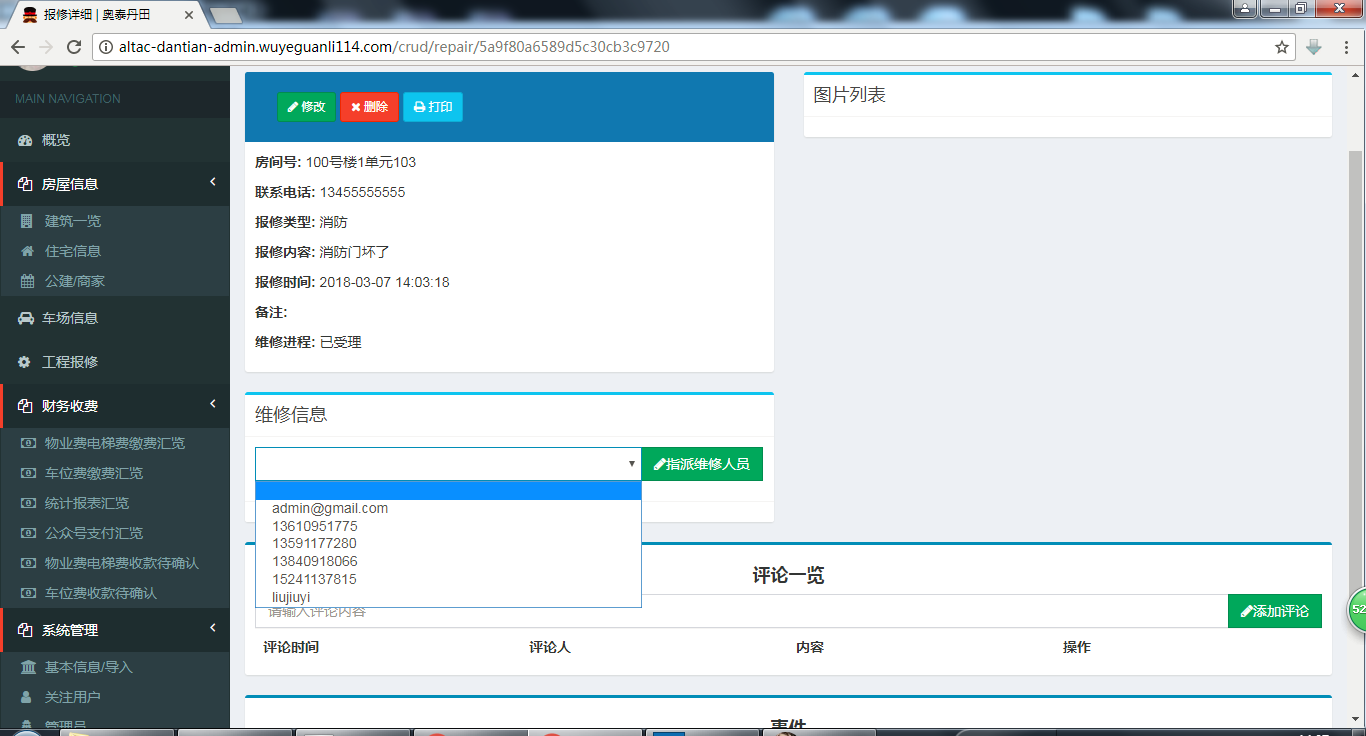 报修详细 | 奥泰丹田
altac-dantian-admin.wuyeguanli114.com/crud/repair/5a9f80a6589d5c30cb3c9720
MAIN NAVIGATION
概览
房屋信息
建筑一览
住宅信息
公建/商家
车场信息
工程报修
财务收费
物业费电梯费缴费汇览
车位费缴费汇览
统计报表汇览
公众号支付汇览
物业费电梯费收款待确认
车位费收款待确认
系统管理
基本信息/导入
关注用户
管理员
修改 删除 打印
房间号: 100号楼1单元103
联系电话: 13455555555
报修类型: 消防
报修内容: 消防门坏了
报修时间: 2018-03-07 14:03:18
备注:
维修进程: 已受理
图片列表
维修信息
指派维修人员
admin@gmail.com
13610951775
13591177280
13840918066
15241137815
liujiuyi
评论一览
请输入评论内容
添加评论
评论时间 评论人 内容 操作
事件
52